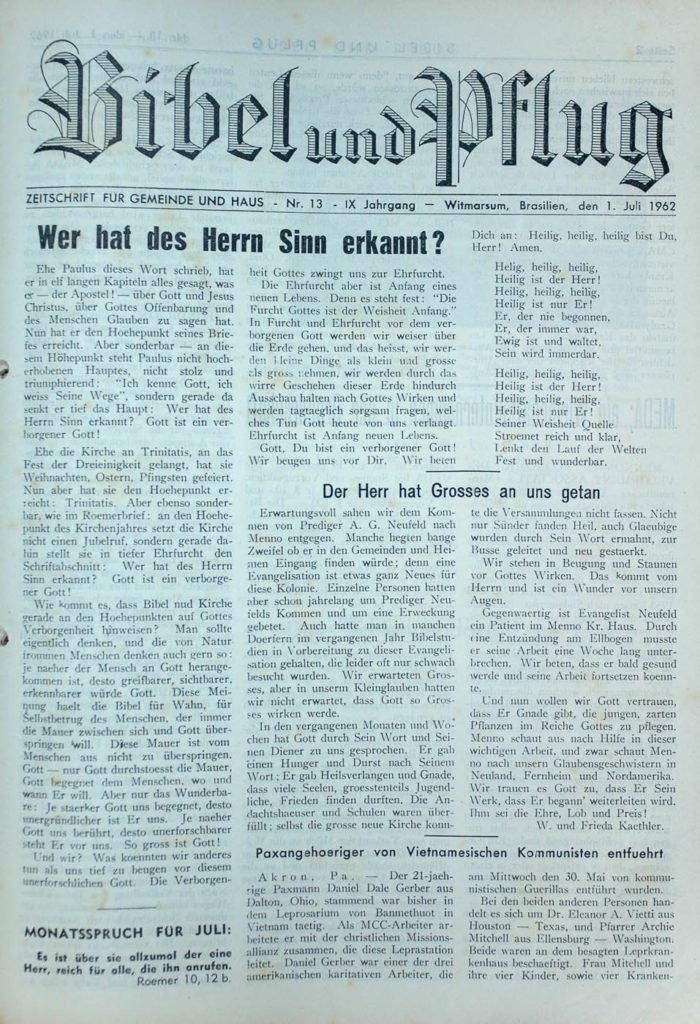 Bibel und Pflug
ZEITSCHRIFT FÜR GEMEINDE UND HAUS - Nr. 13 - IX Jahrgang — Witmarsum, Brasilien, den 1. Juli 1962
Wer hat des Herrn Sinn erkannt?
Ehe Paulus dieses Wort schrieb, hat
er in elf langen Kapiteln alles gesagt, was
er — der Apostel! — über Gott und Jesus
Christus, über Gottes Offenbarung und
des Menschen Glauben zu sagen hat.
Nun hat er den Hoehepunkt seines Brie-
fes erreicht. Aber sonderbar — an die-
sem Höhepunkt steht Paulus nicht hoch-
erhobenen Hauptes, nicht stolz und
triumphierend: "Ich kenne Gott, ich
weiss Seine Wege", sondern gerade da
senkt er tief das Haupt: Wer hat des
Herrn Sinn erkannt? Gott ist ein ver-
borgener Gott!
Ehe die Kirche an Trinitatis, an das
Fest der Dreieinigkeit gelangt, hat sie
Weihnachten, Ostern, Pfingsten gefeiert.
Nun aber hat sie den Hoehepunkt er-
reicht: Trinitatis. Aber ebenso sonder-
bar, wie im Roemerbrief: an den Hoehe-
punkt des Kirchenjahres setzt die Kirche
nicht einen Jubelruf, sondern gerade da-
hin stellt sie in tiefer Ehrfurcht den
Schriftabschnitt: Wer hat des Herrn
Sinn erkannt? Gott ist ein verborge-
ner Gott!
Wie kommt es, dass Bibel nud Kirche
gerade an den Hoehepunkten auf Gottes
Verborgenheit hinweisen? Man sollte
eigentlich denken, und die von Natur
frommen Menschen denken auch gern so:
je naeher der Mensch an Gott herange-
kommen ist, desto greifbarer, sichtbarer,
erkennbarer würde Gott. Diese Mei-
nung haelt die Bibel für Wahn, für
Selbstbetrug des Menschen, der immer
die Mauer zwischen sich und Gott über-
springen will. Diese Mauer ist vom
Menschen aus nicht zu überspringen.
Gott — nur Gott durchstoesst die Mauer,
Gott begegnet dem Menschen, wo und
wann Er will. Aber nur das Wunderba-
re: Je staerker Gott uns begegnet, desto
unergründlicher ist Er uns. Je naeher
Gott uns berührt, desto unerforschbarer
steht Er vor uns. So gross ist Gott!
Und wir? Was koennten wir anderes
tun als uns tief zu beugen vor diesem
unerforschlichen Gott. Die Verborgen-
MONATSSPRUCH FÜR JULI:
Es ist über sie allzumal der eine
Herr, reich für alle, die ihn anrufen.
Roemer 10, 12 b.
heit Gottes zwingt uns zur Ehrfurcht.
Die Ehrfurcht aber ist Anfang eines
neuen Lebens. Denn es steht fest: "Die
Furcht Gottes ist der Weisheit Anfang."
In Furcht und Ehrfurcht vor dem ver-
borgenen Gott werden wir weiser über
die Erde gehen, und das heisst, wir wer-
den kleine Dinge als klein und grosse
als gross nehmen, wir werden durch das
wirre Geschehen dieser Erde hindurch
Ausschau halten nach Gottes Wirken und
werden tagtaeglich sorgsam fragen, wel-
ches Tun Gott heute von uns verlangt.
Ehrfurcht ist Anfang neuen Lebens.
Gott, Du bist ein verborgener Gott!
Wir beugen uns vor Dir. Wir beten
Dich an: Heilig, heilig, heilig bist Du,
Herr! Amen.
Helig, heilig, heilig,
Heilig ist der Herr!
Heilig, heilig, heilig,
Heilig ist nur Er!
Er, der nie begonnen,
Er, der immer war,
Ewig ist und waltet,
Sein wird immerdar.
Heilig, heilig, heilig,
Heilig ist der Herr!
Heilig, heilig, heilig,
Heilig ist nur Er!
Seiner Weisheit Quelle
Stroemet reich und klar,
Lenkt den Lauf der Welten
Fest und wunderbar.
Der Herr hat Grosses an uns getan
Erwartungsvoll sahen wir dem Kom-
men von Prediger A. G. Neufeld nach
Menno entgegen. Manche hegten bange
Zweifel ob er in den Gemeinden und Hei-
men Eingang finden würde; denn eine
Evangelisation ist etwas ganz Neues für
diese Kolonie. Einzelne Personen hatten
aber schon jahrelang um Prediger Neu-
felds Kommen und um eine Erweckung
gebetet. Auch hatte man in manchen
Doerfern im vergangenen Jahr Bibelstu-
dien in Vorbereitung zu dieser Evangeli-
sation gehalten, die leider oft nur schwach
besucht wurden. Wir erwarteten Gros-
ses, aber in unserm Kleinglauben hatten
wir nicht erwartet, dass Gott so Gros-
ses wirken werde.
In den vergangenen Monaten und Wo-
chen hat Gott durch Sein Wort und Sei-
nen Diener zu uns gesprochen. Er gab
einen Hunger und Durst nach Seinem
Wort; Er gab Heilsverlangen und Gnade,
dass viele Seelen, groesstenteils Jugend-
liche, Frieden finden durften. Die An-
dachtshaeuser und Schulen waren über-
füllt; selbst die grosse neue Kirche konn-
te die Versammlungen nicht fassen. Nicht
nur Sünder fanden Heil, auch Glaeubige
wurden durch Sein Wort ermahnt, zur
Busse geleitet und neu gestaerkt.
Wir stehen in Beugung und Staunen
vor Gottes Wirken. Das kommt vom
Herrn und ist ein Wunder vor unsern
Augen.
Gegenwaertig ist Evangelist Neufeld
ein Patient im Menno Kr. Haus. Durch
eine Entzündung am Ellbogen musste
er seine Arbeit eine Woche lang unter-
brechen. Wir beten, dass er bald gesund
werde und seine Arbeit fortsetzen koenn-
te.
Und nun wollen wir Gott vertrauen,
dass Er Gnade gibt, die jungen, zarten
Pflanzen im Reiche Gottes zu pflegen.
Menno schaut aus nach Hilfe in dieser
wichtigen Arbeit, und zwar schaut Men-
no nach unsern Glaubensgeschwistern in
Neuland, Fernheim und Nordamerika.
Wir trauen es Gott zu, dass Er Sein
Werk, dass Er begann' weiterleiten wird.
Ihm sei die Ehre, Lob und Preis!
W. und Frieda Kaethler.
Paxangehoeriger von Vietnamesischen Kommunisten entfuehrt
Akron, Pa. — Der 21-jaeh-
rige Paxmann Daniel Dale Gerber aus
Dalton, Ohio, stammend war bisher in
dem Leprosarium von Banmethuot in
Vietnam taetig. Als MCC-Arbeiter ar-
beitete er mit der christlichen Missions-
allianz zusammen, die diese Leprastation
leitet. Daniel Gerber war einer der drei
amerikanischen karitativen Arbeiter, die
am Mittwoch den 30. Mai von kommu-
nistischen Guerillas entführt wurden.
Bei den beiden anderen Personen han-
delt es sich um Dr. Eleanor A. Vietti aus
Houston — Texas, und Pfarrer Archie
Mitchell aus Ellensburg — Washington.
Beide waren an dem besagten Leprkran-
kenhaus beschaeftigt. Frau Mitchell und
ihre vier Kinder, sowie vier Kranken-